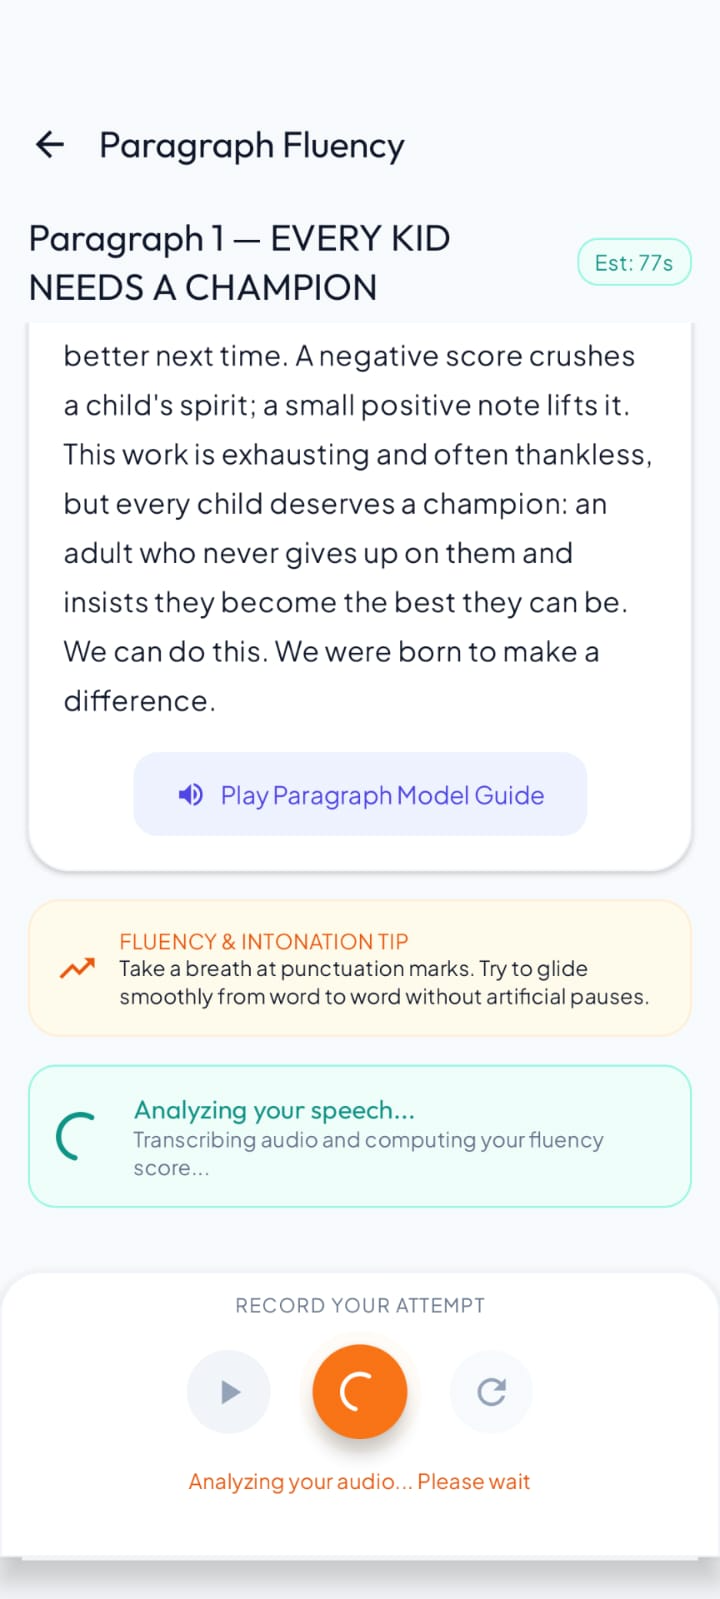 Paragraph Fluency
Paragraph 1 — EVERY KID
NEEDS A CHAMPION
Est: 77s
better next time. A negative score crushes
a child's spirit; a small positive note lifts it.
This work is exhausting and often thankless,
but every child deserves a champion: an
adult who never gives up on them and
insists they become the best they can be.
We can do this. We were born to make a
difference.
Play Paragraph Model Guide
FLUENCY & INTONATION TIP
Take a breath at punctuation marks. Try to glide
smoothly from word to word without artificial pauses.
Analyzing your speech...
Transcribing audio and computing your fluency
score...
RECORD YOUR ATTEMPT
Analyzing your audio... Please wait